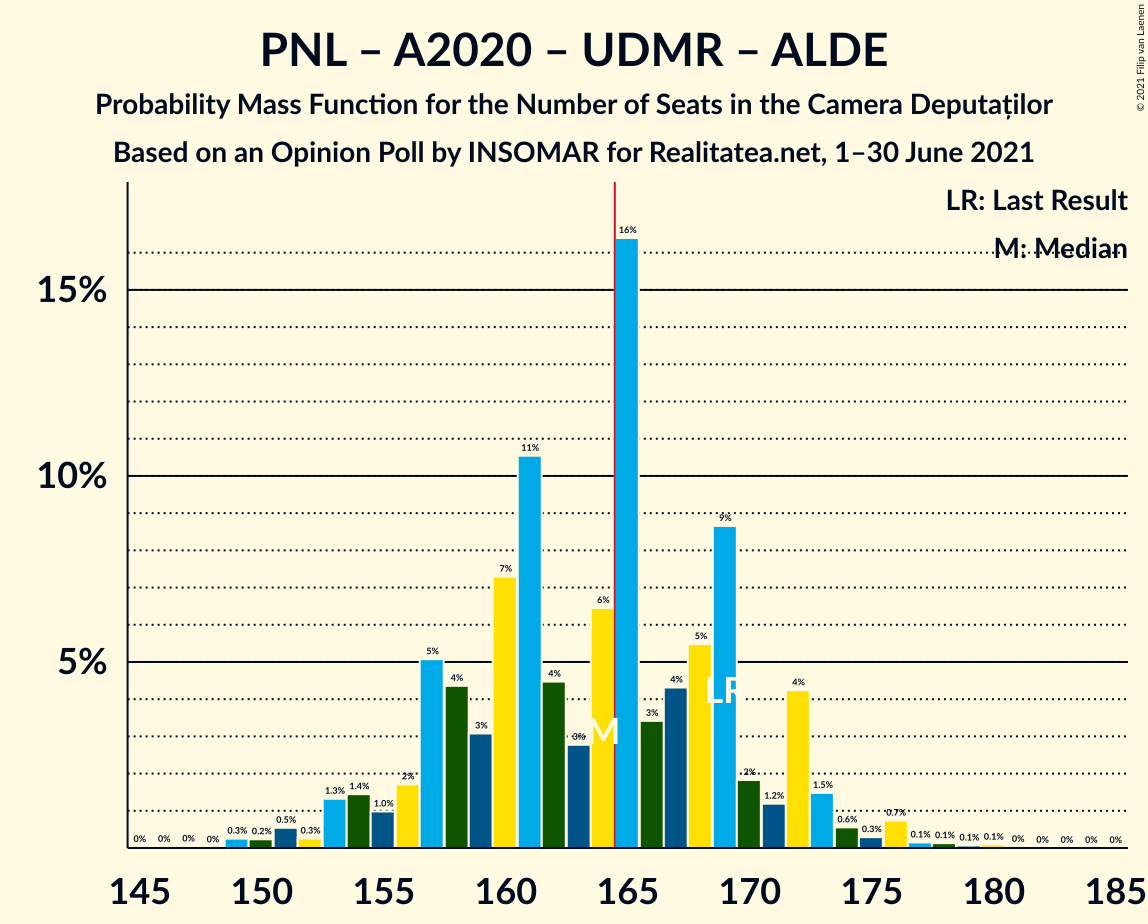 PNL – A2020 – UDMR – ALDE
Probability Mass Function for the Number of Seats in the Camera Deputaților
Based on an Opinion Poll by INSOMAR for Realitatea.net, 1–30 June 2021
© 2021 Filip van Laenen
LR: Last Result
M: Median
15%
10%
5%
0% 0% 0% 0% 0.3% 0.2% 0.5% 0.3% 1.3% 1.4% 1.0% 2% 5% 4% 3% 7% 11% 4% 3% 6% 16% 3% 4% 5% 9% 2% 1.2% 4% 1.5% 0.6% 0.3% 0.7% 0.1% 0.1% 0.1% 0.1% 0% 0% 0% 0% 0%
M
LR
145 150 155 160 165 170 175 180 185